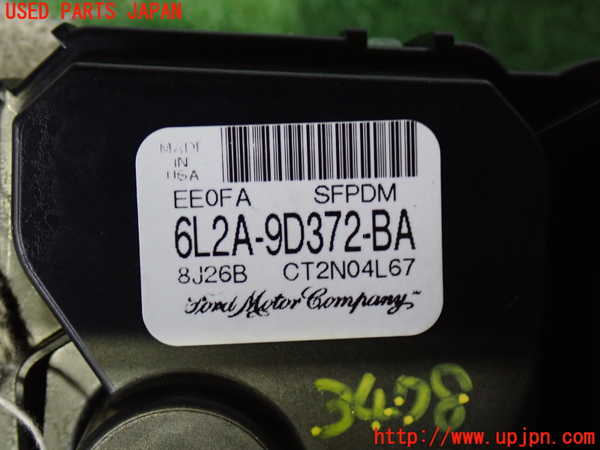 USED PARTS JAPAN
MADE
IN
USA
EE0FA SFPDM
6L2A-9D372-BA
8J26B CT2N04L67
Ford Motor Company
3408
http://www.upjpn.com